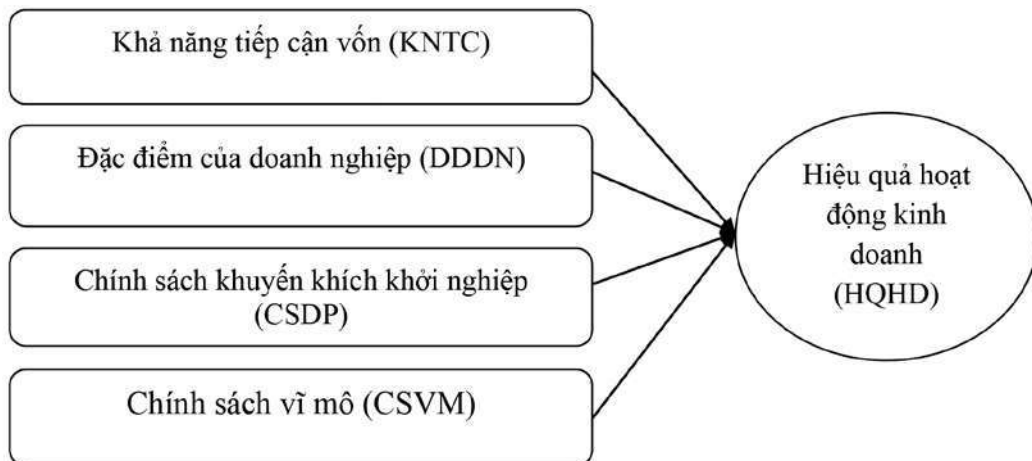 Khả năng tiếp cận vốn (KNTC)
Đặc điểm của doanh nghiệp (DDDN)
Chính sách khuyến khích khởi nghiệp
(CSDP)
Chính sách vĩ mô (CSVM)
Hiệu quả hoạt
động kinh
doanh
(HQHD)